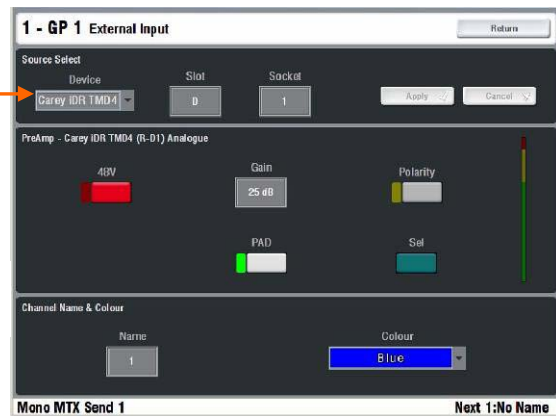 1 - GP 1 External Input
Return
Source Select
Device Slot Socket
Carey iDR TMD4 D 1 Apply Cancel
PreAmp - Carey iDR TMD4 (R-D1) Analogue
48V Gain Polarity
25 dB
PAD Sel
Channel Name & Colour
Name Colour
1 Blue
Mono MTX Send 1 Next 1:No Name